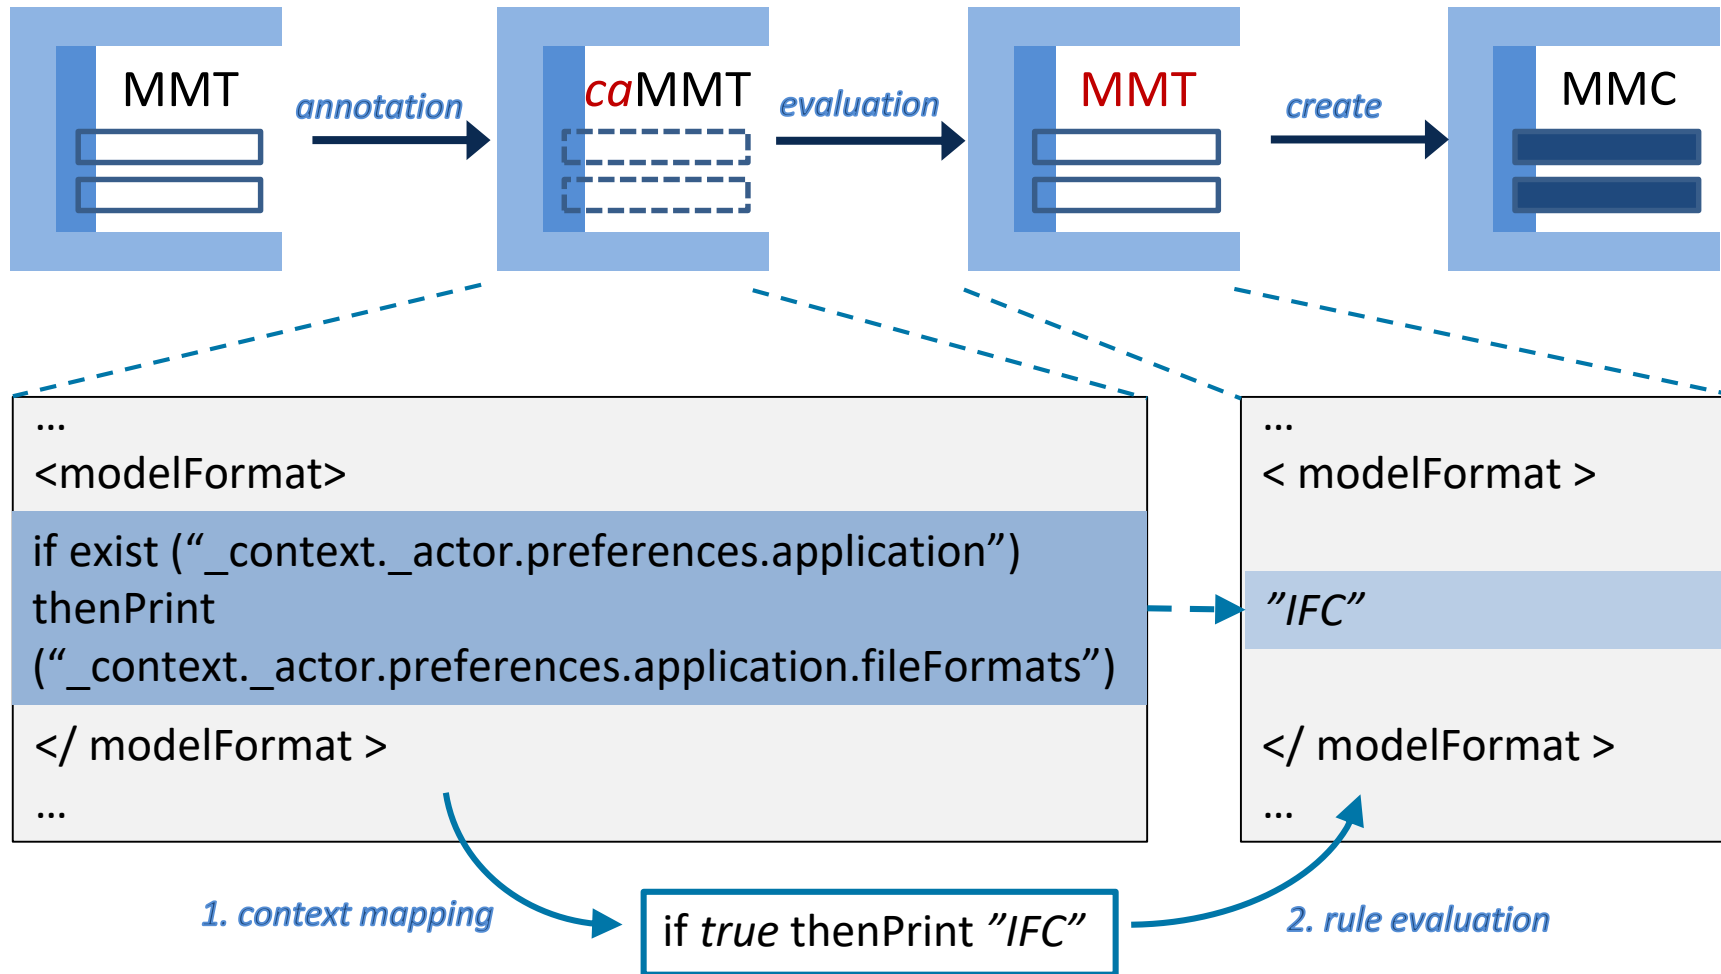 MMT
annotation
caMMT
evaluation
MMT
create
MMC
...
<modelFormat>
if exist (“_context._actor.preferences.application”)
thenPrint
(“_context._actor.preferences.application.fileFormats”)
</ modelFormat >
...
...
< modelFormat >
”IFC”
</ modelFormat >
...
1. context mapping
if true thenPrint ”IFC”
2. rule evaluation